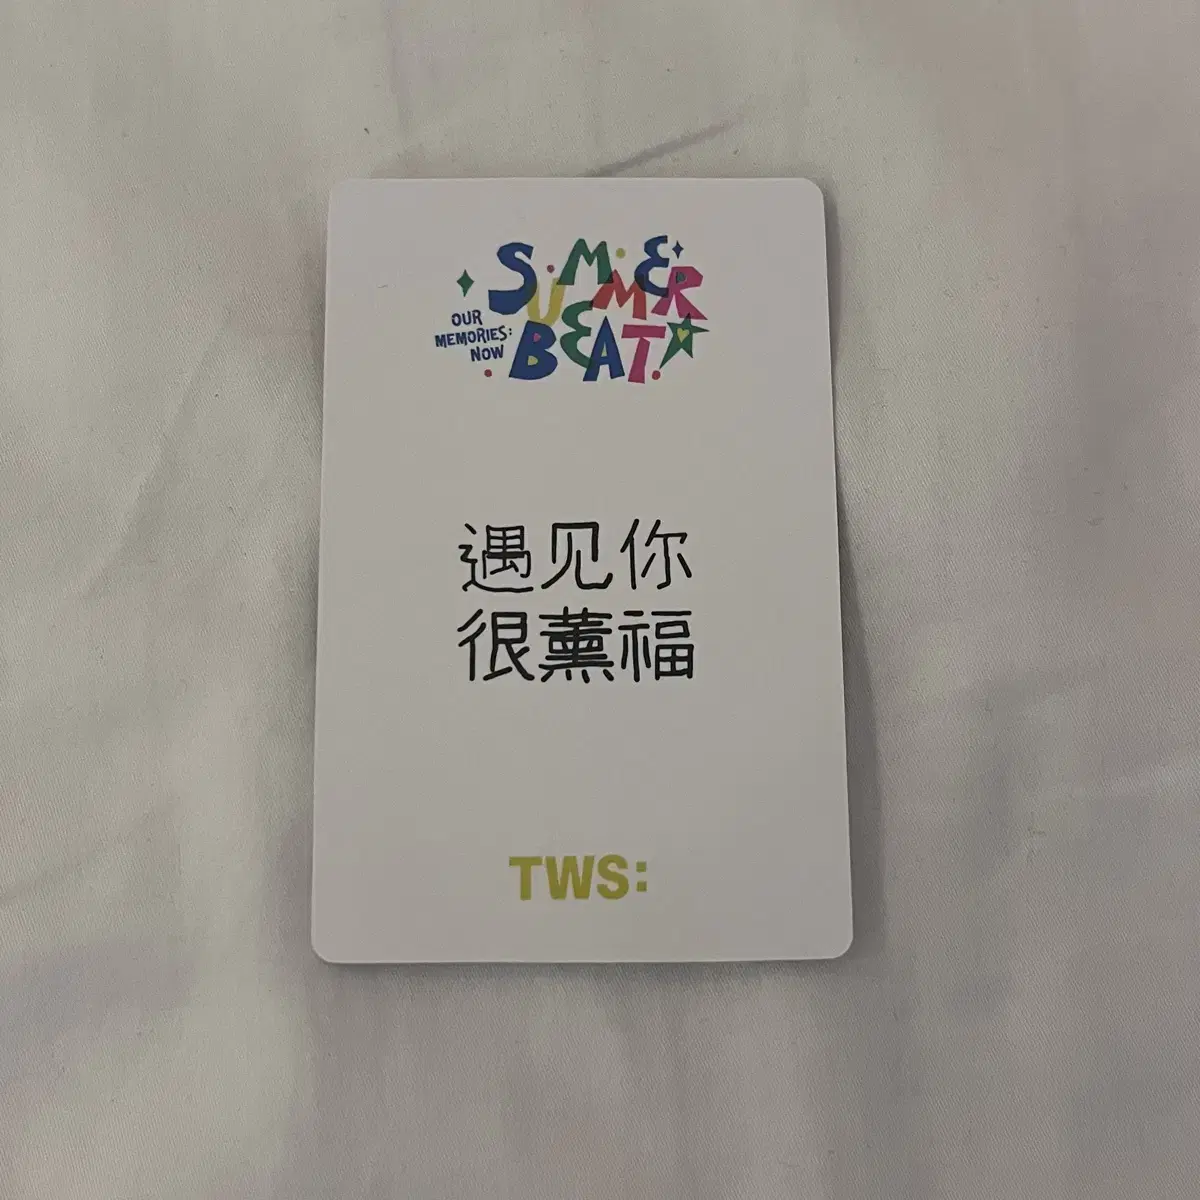 SUMMER
BEAT
OUR
MEMORIES:
NOW
遇见你
很薰福
TWS: